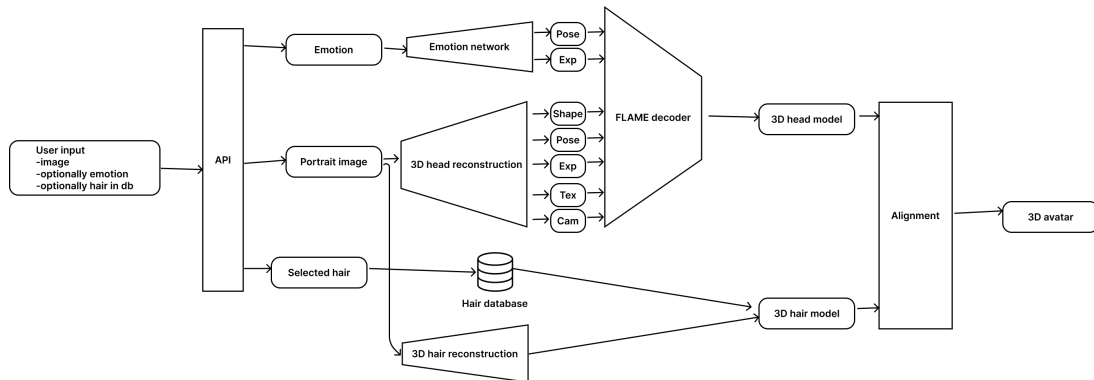 Emotion
Emotion network
Pose
Exp
User input
-image
-optionally emotion
-optionally hair in db
API
Portrait image
3D head reconstruction
Shape
Pose
Exp
Tex
Cam
FLAME decoder
3D head model
Selected hair
Hair database
3D hair reconstruction
3D hair model
Alignment
3D avatar